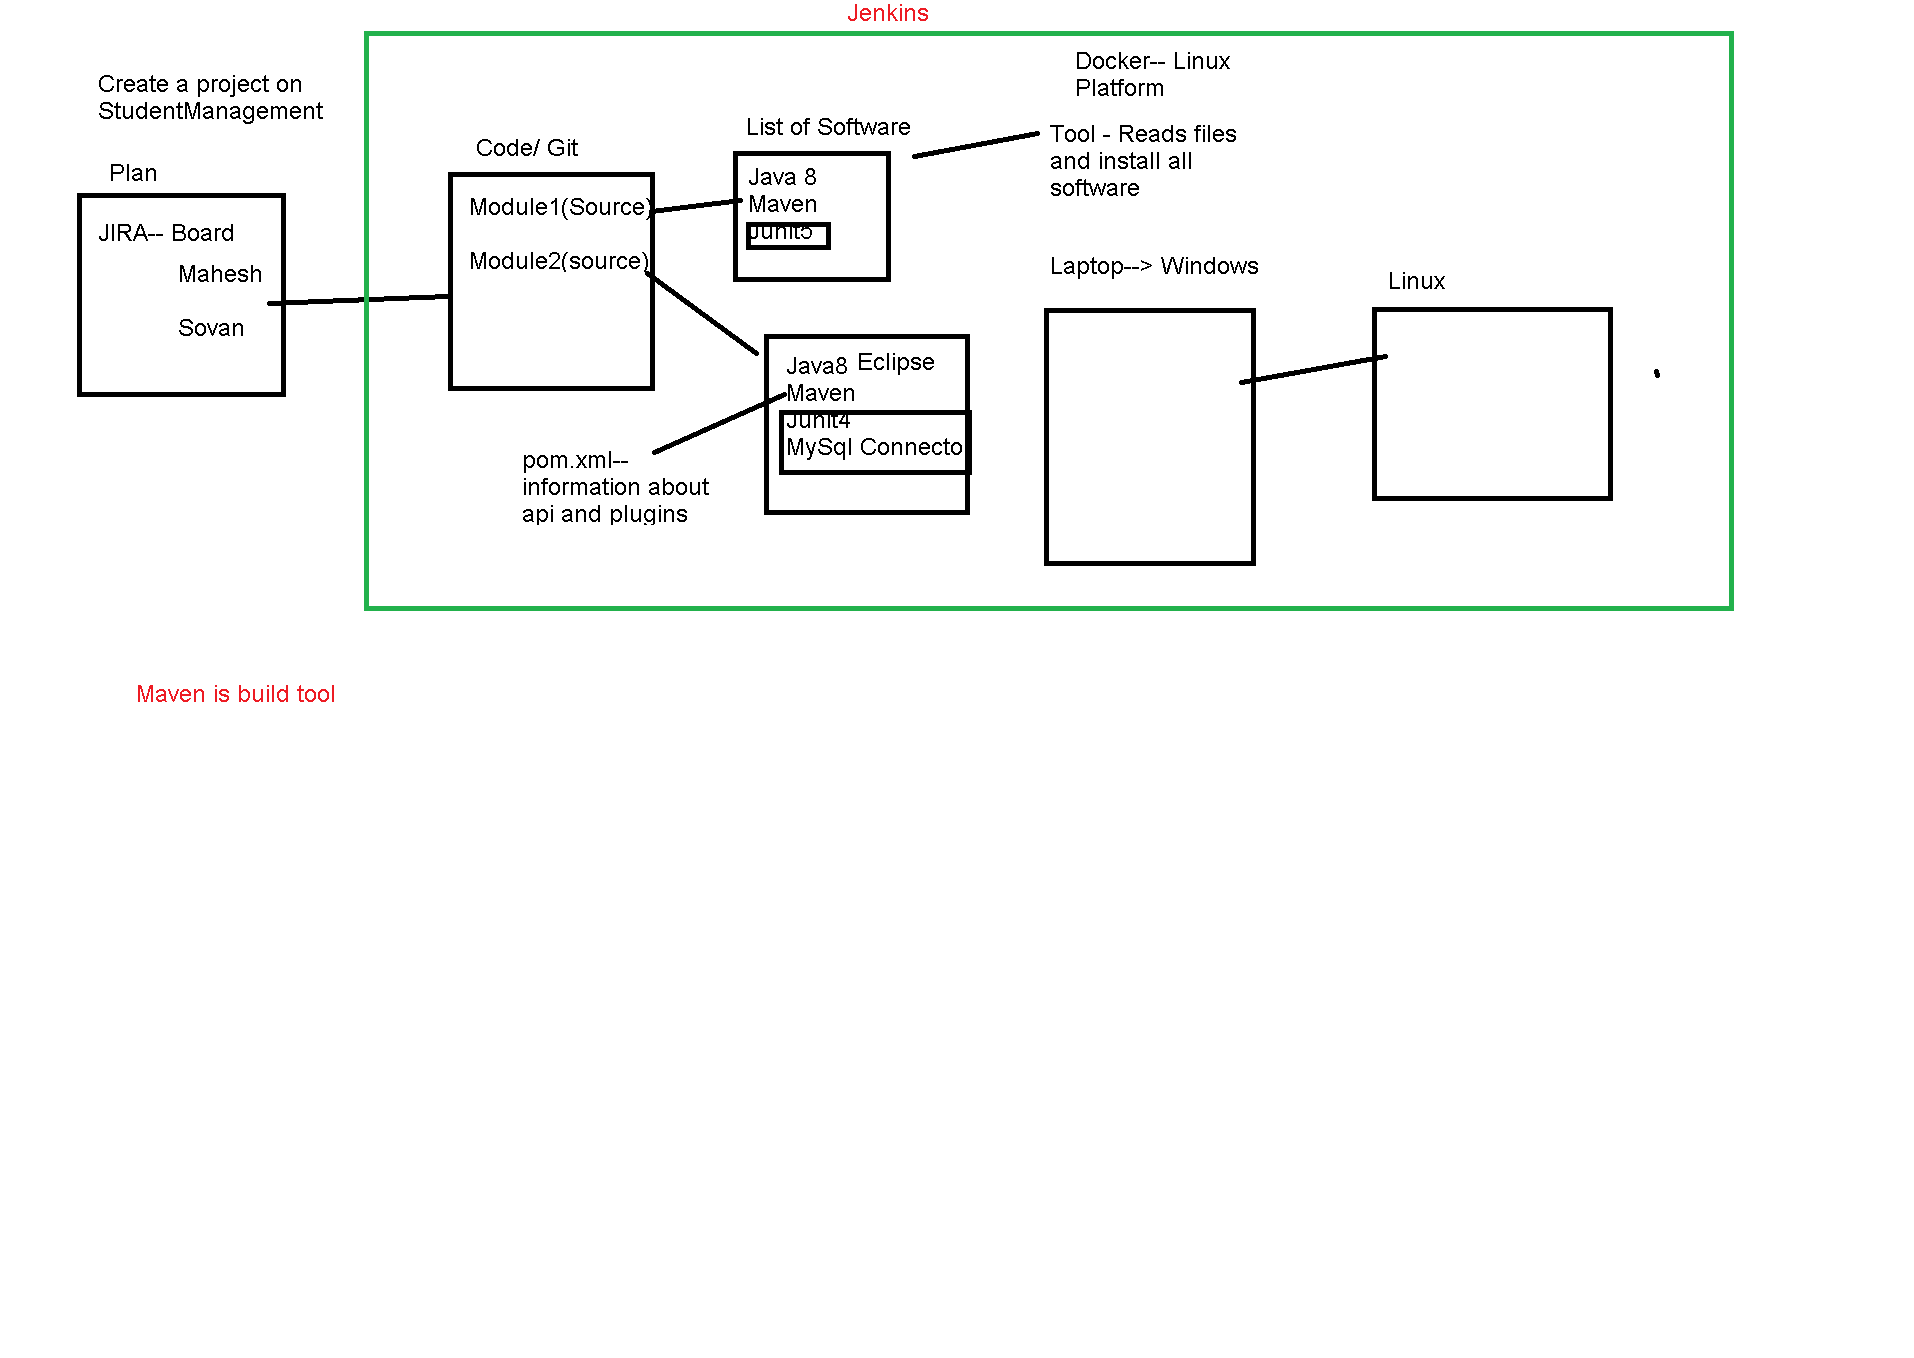 Jenkins
Create a project on
StudentManagement
Plan
JIRA-- Board
Mahesh
Sovan
Code/ Git
Module1(Source)
Module2(source)
List of Software
Java 8
Maven
Junit5
Docker-- Linux
Platform
Tool - Reads files
and install all
software
Java8 Eclipse
Maven
Junit4
MySql Connecto
pom.xml--
information about
api and plugins
Laptop--> Windows
Linux
Maven is build tool